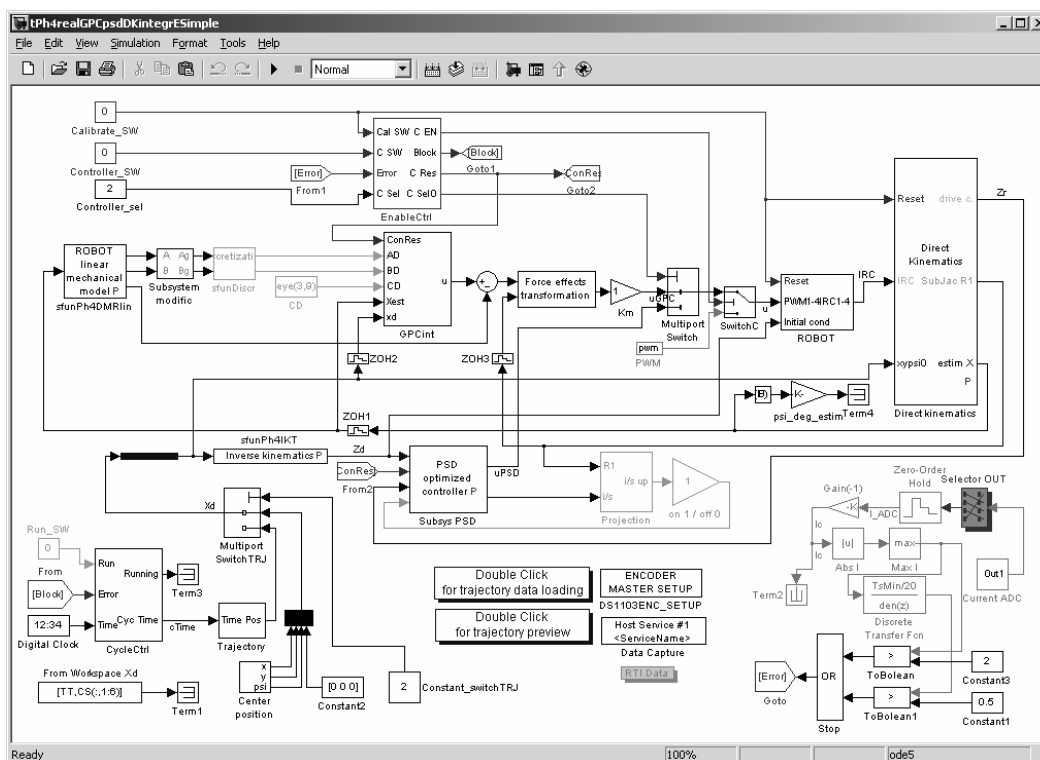 tPh4realGPCpsdDKintegrESimple
File Edit View Simulation Format Tools Help
Normal
0
Calibrate_SW
0
Controller_SW
2
Controller_sel
[Error]
From1
Cal SW C EN
C SW Block
Error C Res
C Sel C SelO
EnableCtrl
[Block]
Goto1
ConRes
Goto2
Reset drive c.
Direct
Kinematics
IRC SubJac R1
xypsi0 estim X
P
Direct kinematics
Zr
ROBOT
linear
mechanical
model P
sfunPh4DMRlin
A Ag
B Bg
Subsystem
modific
cretizati
sfunDiscr
eye(3,9)
CD
ConRes
AD
BD
CD
Xest
xd
u
GPCint
Force effects
transformation
1
Km
uGPC
Multiport
Switch
SwitchC
u
pwm
PWM
Reset
PWM1-4IRC1-4
Initial cond
ROBOT
IRC
ZOH2
ZOH3
ZOH1
K-
psi_deg_estim
Term4
sfunPh4IKT
Inverse kinematics P
Zd
ConRes
From2
PSD
optimized
controller P
Subsys PSD
uPSD
R1
i/s up
i/s
Projection
1
on 1 / off 0
Zero-Order
Hold
Selector OUT
Gain(-1)
-K-
I_ADC
Ic
Ic
|u|
Abs I
max
Max I
Out1
Current ADC
Term2
TsMin/20
den(z)
Discrete
Transfer Fcn
Xd
Multiport
SwitchTRJ
Run_SW
0
From
[Block]
12:34
Digital Clock
Run
Running
Error
Time
Cyc Time
CycleCtrl
Term3
cTime
Time Pos
Trajectory
From Workspace Xd
[TT,CS(:,1:6)]
Term1
x
y
psi
Center
position
[0 0 0]
Constant2
2
Constant_switchTRJ
Double Click
for trajectory data loading
Double Click
for trajectory preview
ENCODER
MASTER SETUP
DS1103ENC_SETUP
Host Service #1
<ServiceName>
Data Capture
RTI Data
[Error]
Goto
OR
Stop
>
ToBolean
>
ToBolean1
2
Constant3
0.5
Constant1
Ready 100% ode5